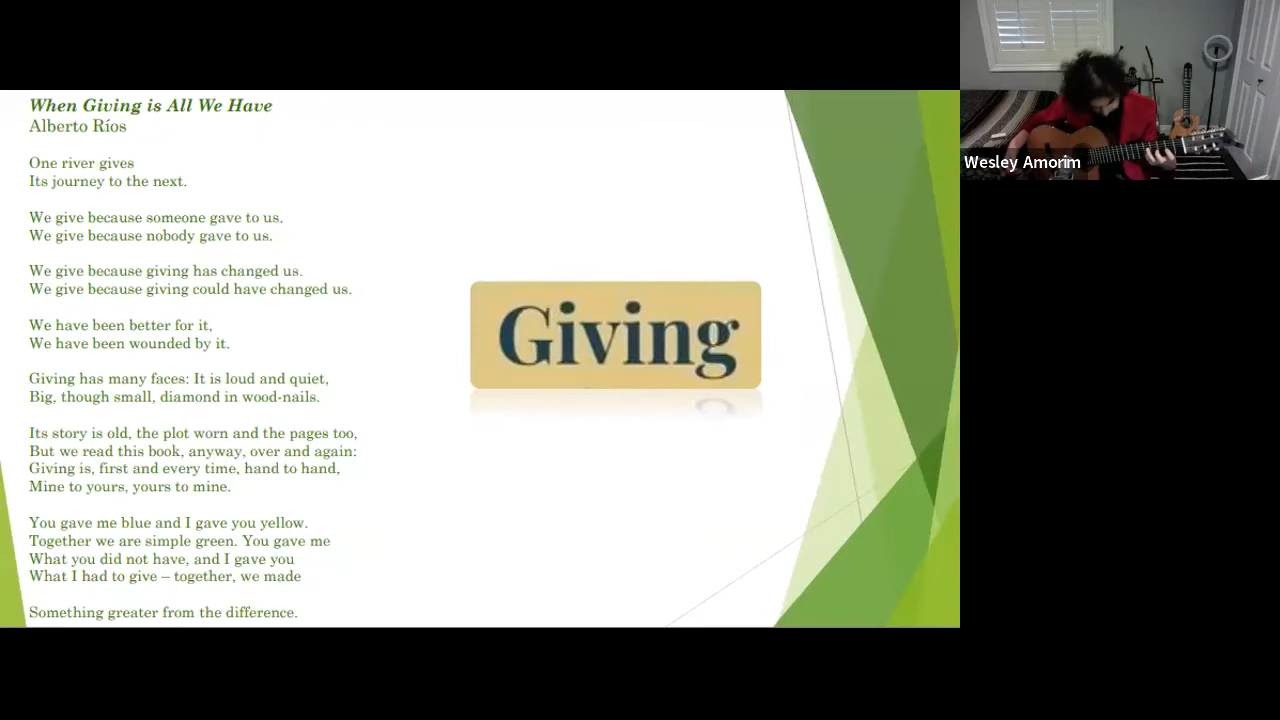 When Giving is All We Have
Alberto Ríos
One river gives
Its journey to the next.
We give because someone gave to us.
We give because nobody gave to us.
We give because giving has changed us.
We give because giving could have changed us.
We have been better for it,
We have been wounded by it.
Giving has many faces: It is loud and quiet,
Big, though small, diamond in wood-nails.
Its story is old, the plot worn and the pages too,
But we read this book, anyway, over and again:
Giving is, first and every time, hand to hand,
Mine to yours, yours to mine.
You gave me blue and I gave you yellow.
Together we are simple green. You gave me
What you did not have, and I gave you
What I had to give – together, we made
Something greater from the difference.
Giving
Wesley Amorim